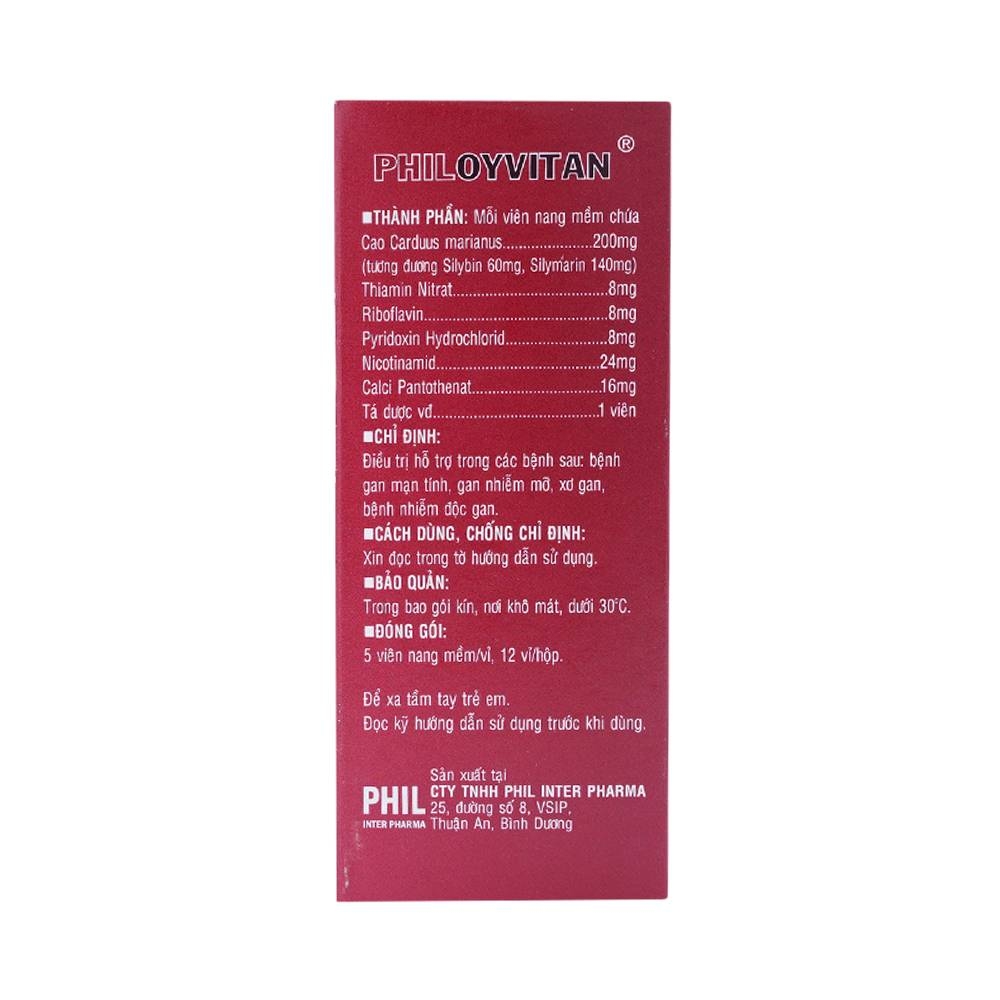 PHILOYVITAN®
■THÀNH PHẦN: Mỗi viên nang mềm chứa
Cao Carduus marianus......................200mg
(tương đương Silybin 60mg, Silymarin 140mg)
Thiamin Nitrat......................................8mg
Riboflavin.............................................8mg
Pyridoxin Hydrochlorid.........................8mg
Nicotinamid........................................24mg
Calci Pantothenat...............................16mg
Tá dược vđ........................................1 viên
■CHỈ ĐỊNH:
Điều trị hỗ trợ trong các bệnh sau: bệnh
gan mạn tính, gan nhiễm mỡ, xơ gan,
bệnh nhiễm độc gan.
■CÁCH DÙNG, CHỐNG CHỈ ĐỊNH:
Xin đọc trong tờ hướng dẫn sử dụng.
■BẢO QUẢN:
Trong bao gói kín, nơi khô mát, dưới 30°C.
■ĐÓNG GÓI:
5 viên nang mềm/vỉ, 12 vỉ/hộp.
Để xa tầm tay trẻ em.
Đọc kỹ hướng dẫn sử dụng trước khi dùng.
PHIL
INTER PHARMA
Sản xuất tại
CTY TNHH PHIL INTER PHARMA
25, đường số 8, VSIP,
Thuận An, Bình Dương